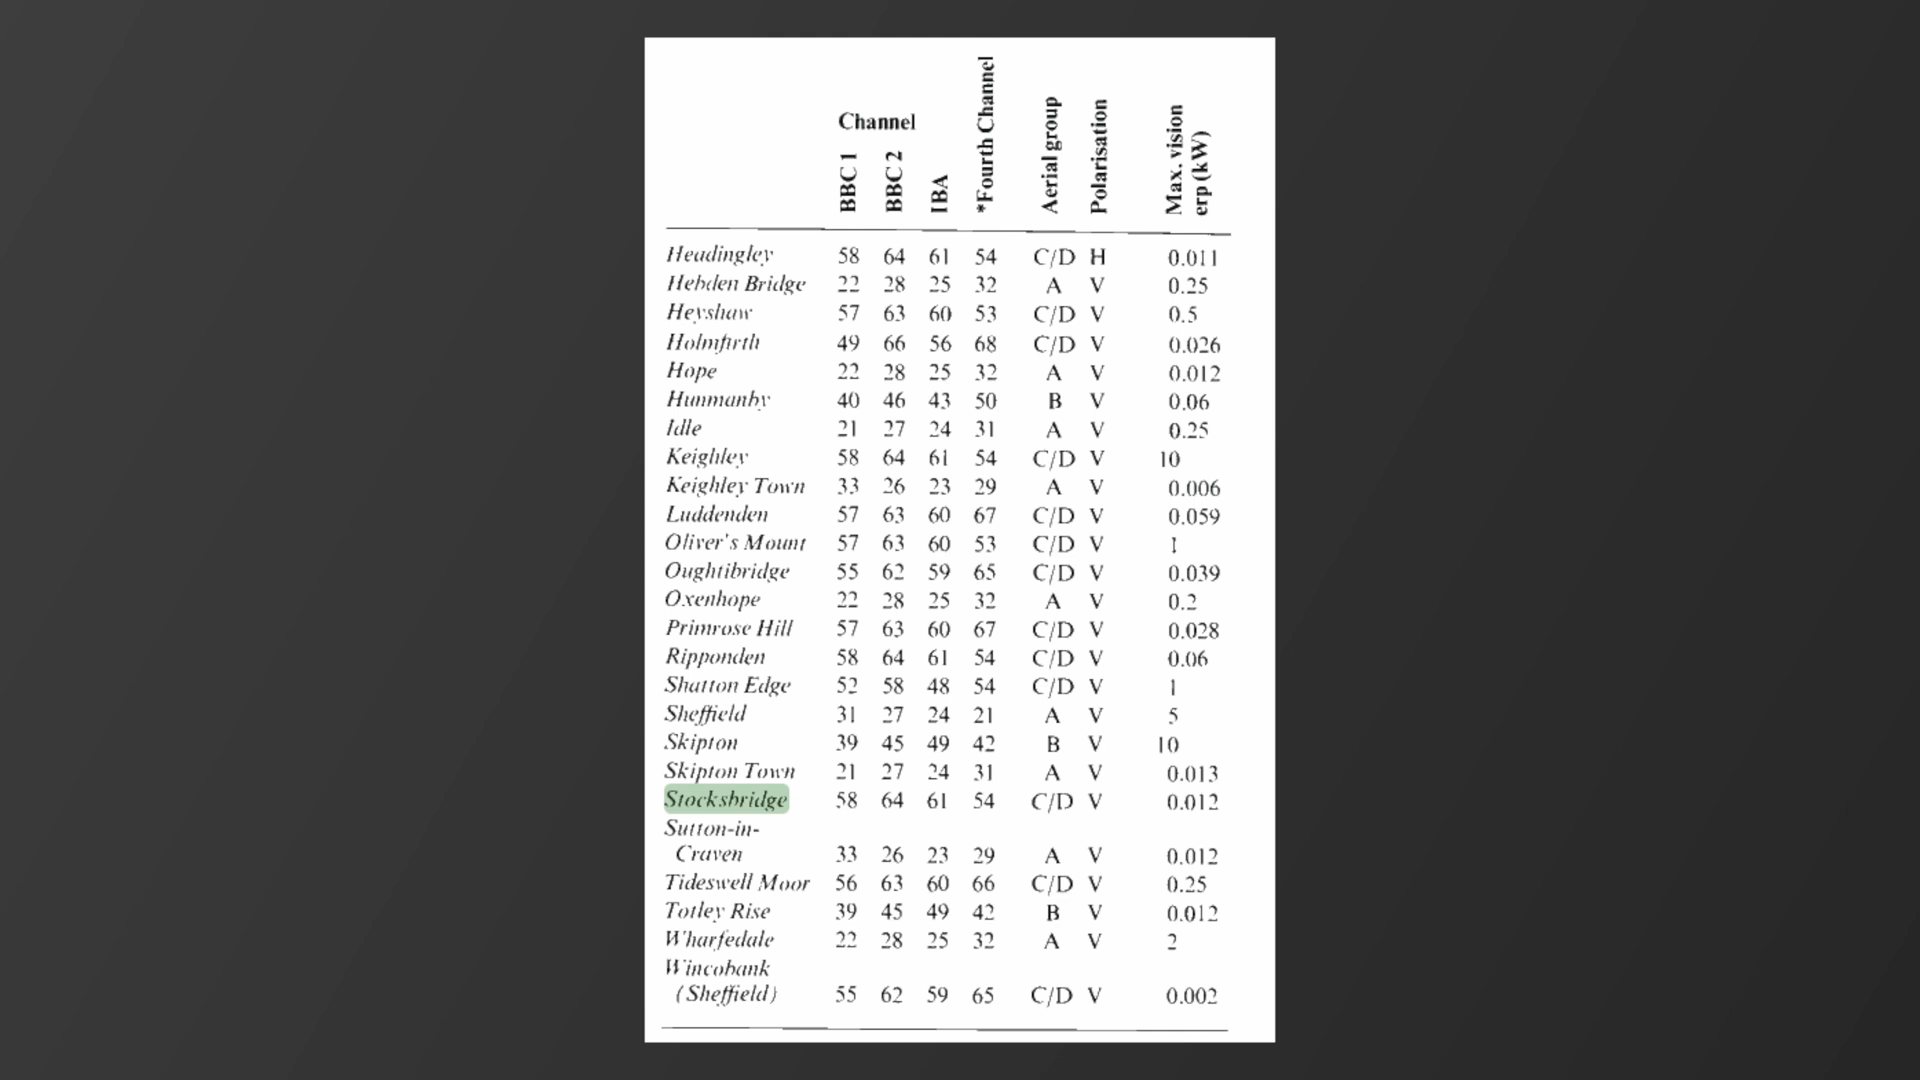 Channel
BBC 1 BBC 2 IBA *Fourth Channel Aerial group Polarisation Max. vision erp (kW)
Headingley 58 64 61 54 C/D H 0.011
Hebden Bridge 22 28 25 32 A V 0.25
Heyshaw 57 63 60 53 C/D V 0.5
Holmfirth 49 66 56 68 C/D V 0.026
Hope 22 28 25 32 A V 0.012
Hunmanby 40 46 43 50 B V 0.06
Idle 21 27 24 31 A V 0.25
Keighley 58 64 61 54 C/D V 10
Keighley Town 33 26 23 29 A V 0.006
Luddenden 57 63 60 67 C/D V 0.059
Oliver's Mount 57 63 60 53 C/D V 1
Oughtibridge 55 62 59 65 C/D V 0.039
Oxenhope 22 28 25 32 A V 0.2
Primrose Hill 57 63 60 67 C/D V 0.028
Ripponden 58 64 61 54 C/D V 0.06
Shatton Edge 52 58 48 54 C/D V 1
Sheffield 31 27 24 21 A V 5
Skipton 39 45 49 42 B V 10
Skipton Town 21 27 24 31 A V 0.013
Stocksbridge 58 64 61 54 C/D V 0.012
Sutton-in-
Craven 33 26 23 29 A V 0.012
Tideswell Moor 56 63 60 66 C/D V 0.25
Totley Rise 39 45 49 42 B V 0.012
Wharfedale 22 28 25 32 A V 2
Wincobank
(Sheffield) 55 62 59 65 C/D V 0.002